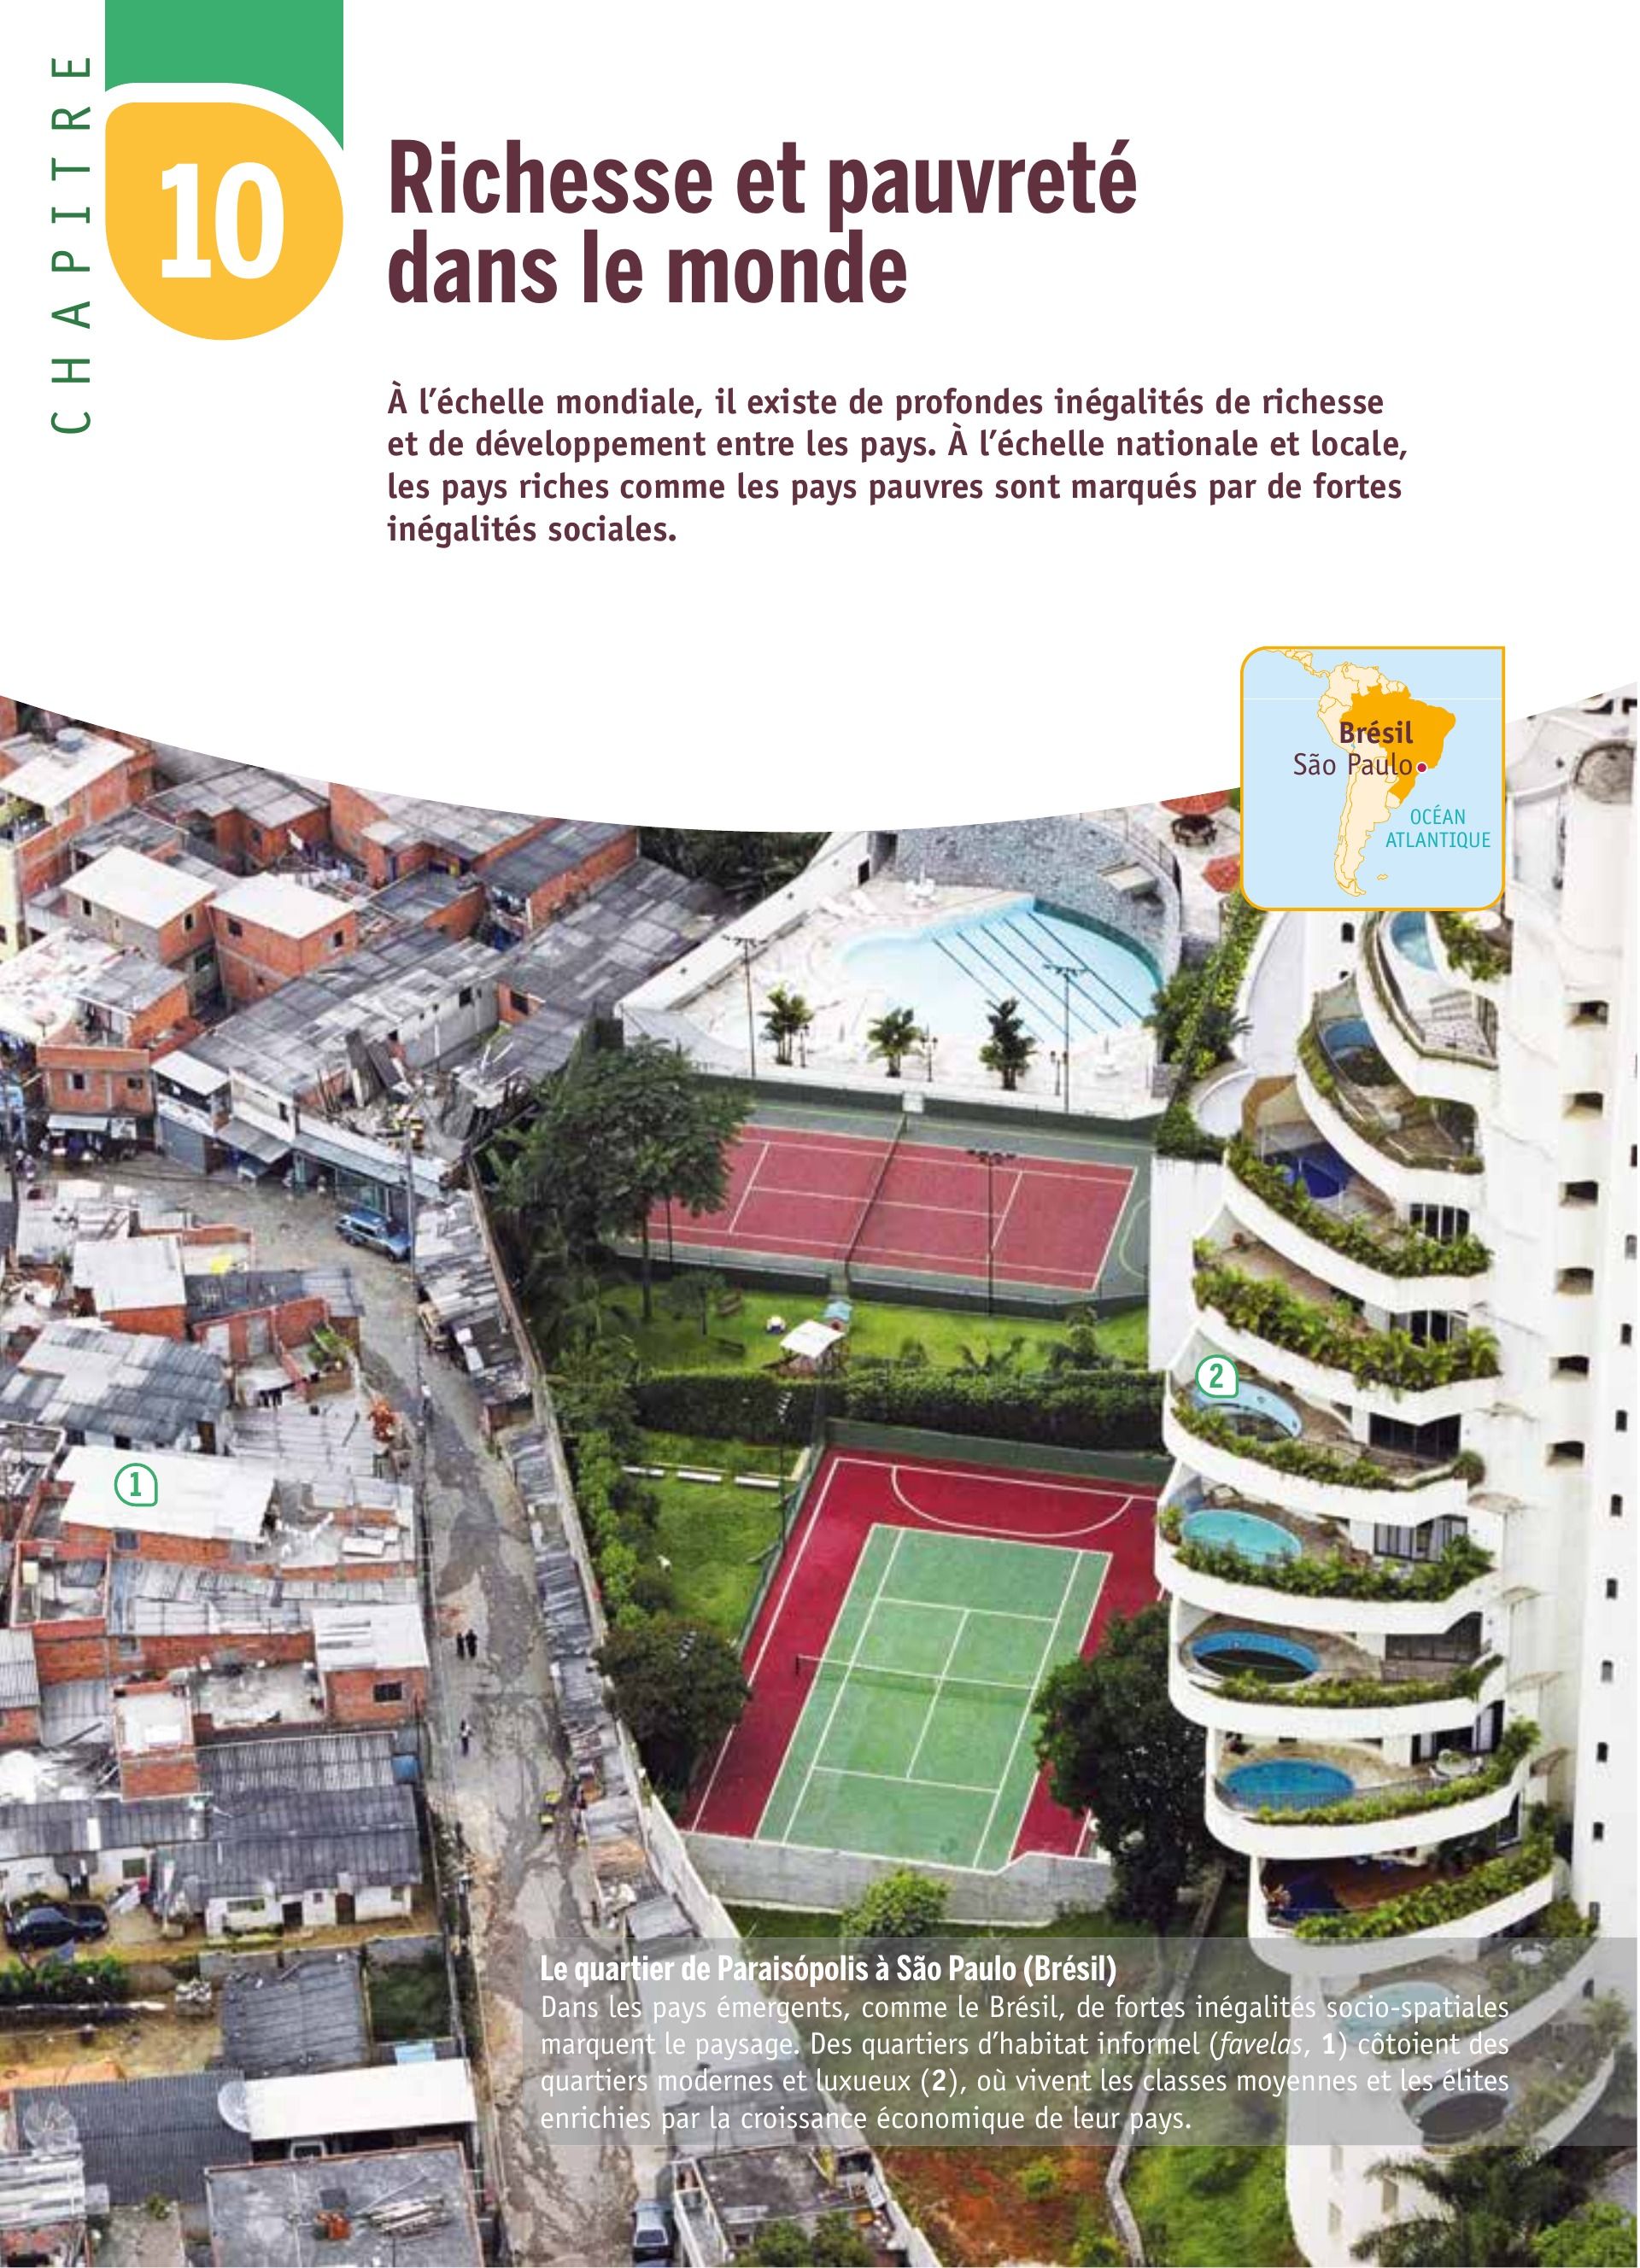 CHAPITRE
10
Richesse et pauvreté
dans le monde
À l’échelle mondiale, il existe de profondes inégalités de richesse
et de développement entre les pays. À l’échelle nationale et locale,
les pays riches comme les pays pauvres sont marqués par de fortes
inégalités sociales.
Brésil
São Paulo
OCÉAN
ATLANTIQUE
2
1
Le quartier de Paraisópolis à São Paulo (Brésil)
Dans les pays émergents, comme le Brésil, de fortes inégalités socio-spatiales
marquent le paysage. Des quartiers d’habitat informel (favelas, 1) côtoient des
quartiers modernes et luxueux (2), où vivent les classes moyennes et les élites
enrichies par la croissance économique de leur pays.